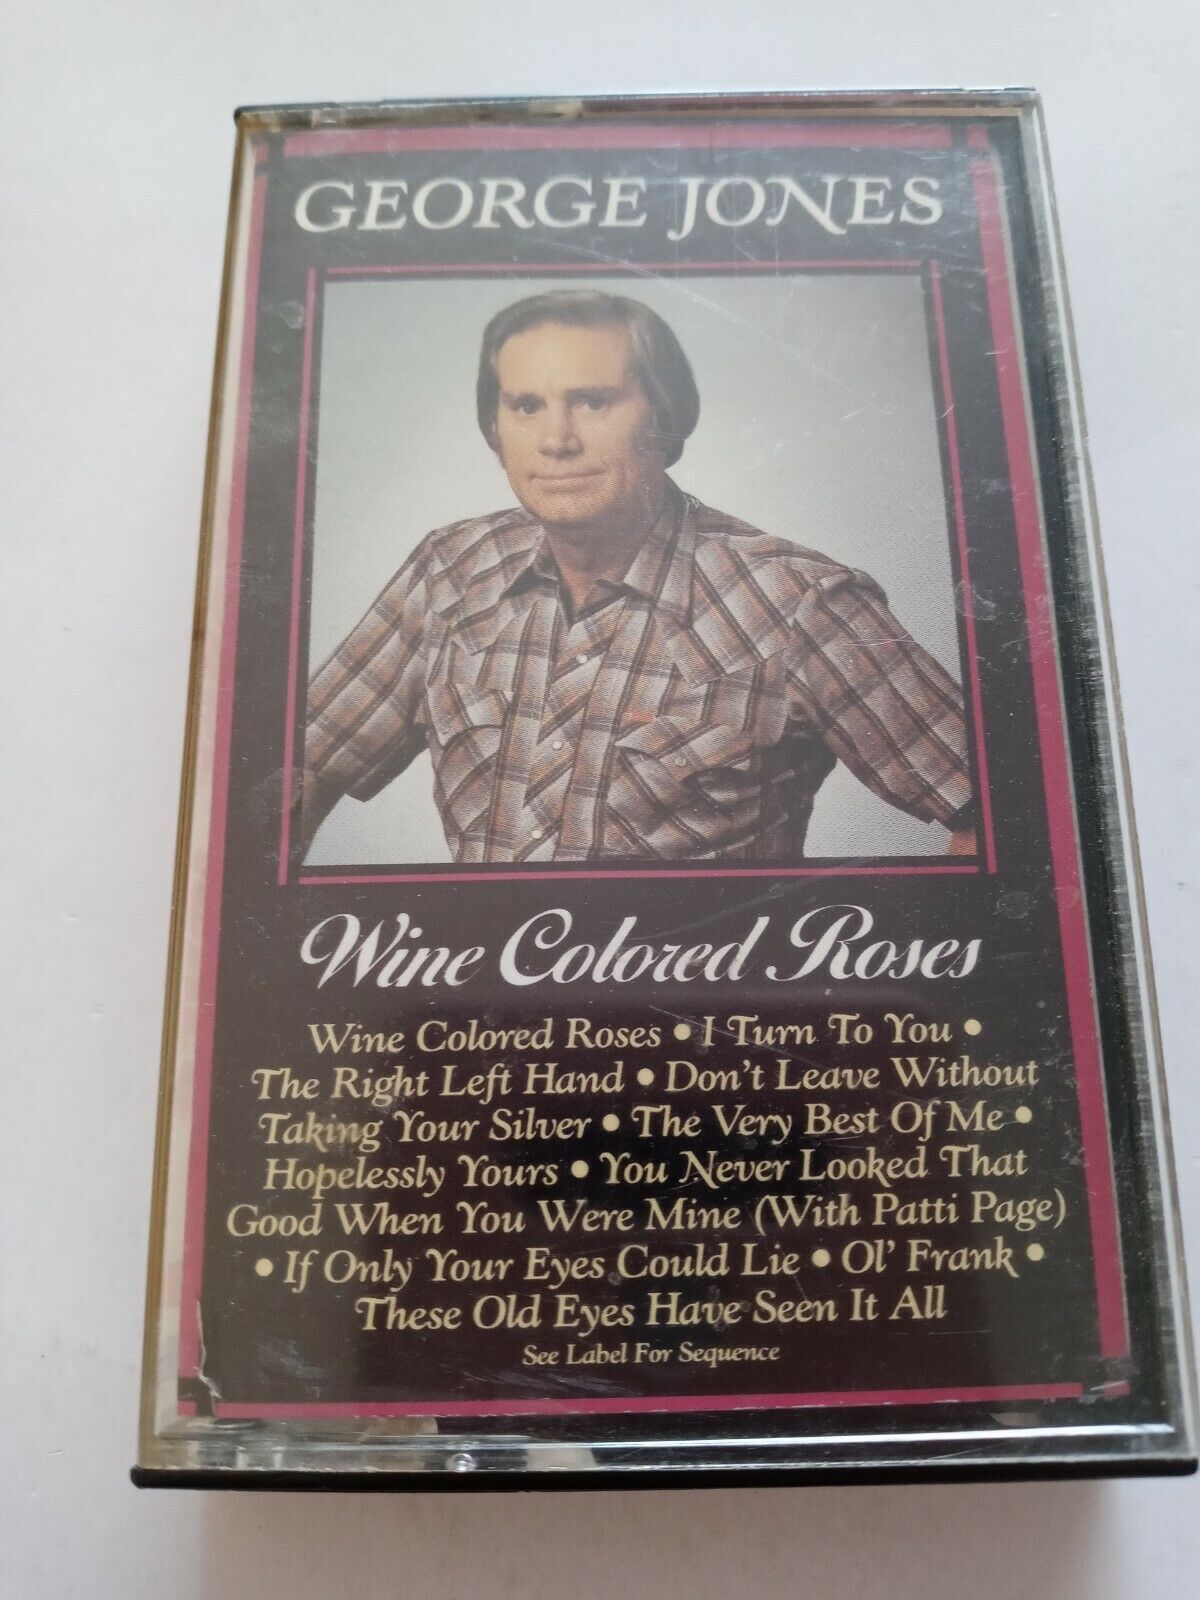 GEORGE JONES
Wine Colored Roses
Wine Colored Roses • I Turn To You •
The Right Left Hand • Don't Leave Without
Taking Your Silver • The Very Best Of Me •
Hopelessly Yours • You Never Looked That
Good When You Were Mine (With Patti Page)
• If Only Your Eyes Could Lie • Ol' Frank •
These Old Eyes Have Seen It All
See Label For Sequence